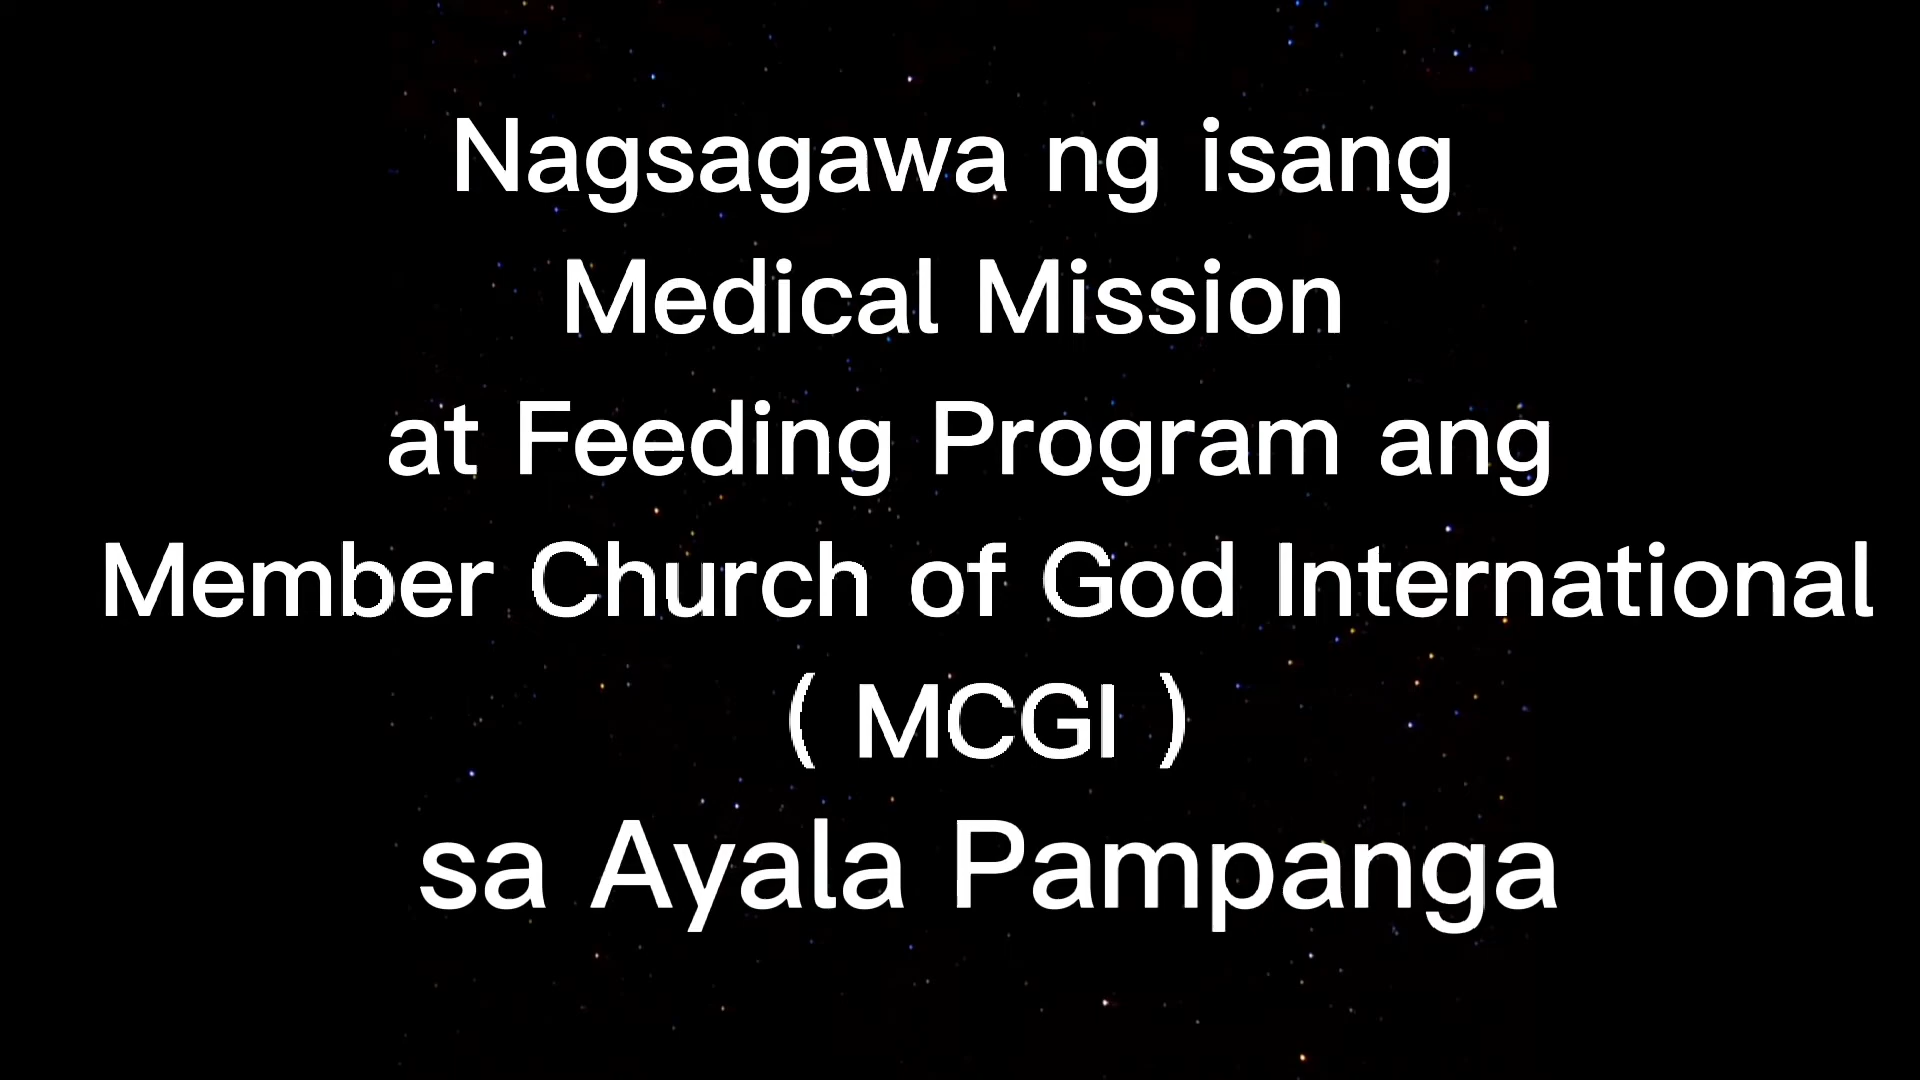 Nagsagawa ng isang
Medical Mission
at Feeding Program ang
Member Church of God International
( MCGI )
sa Ayala Pampanga